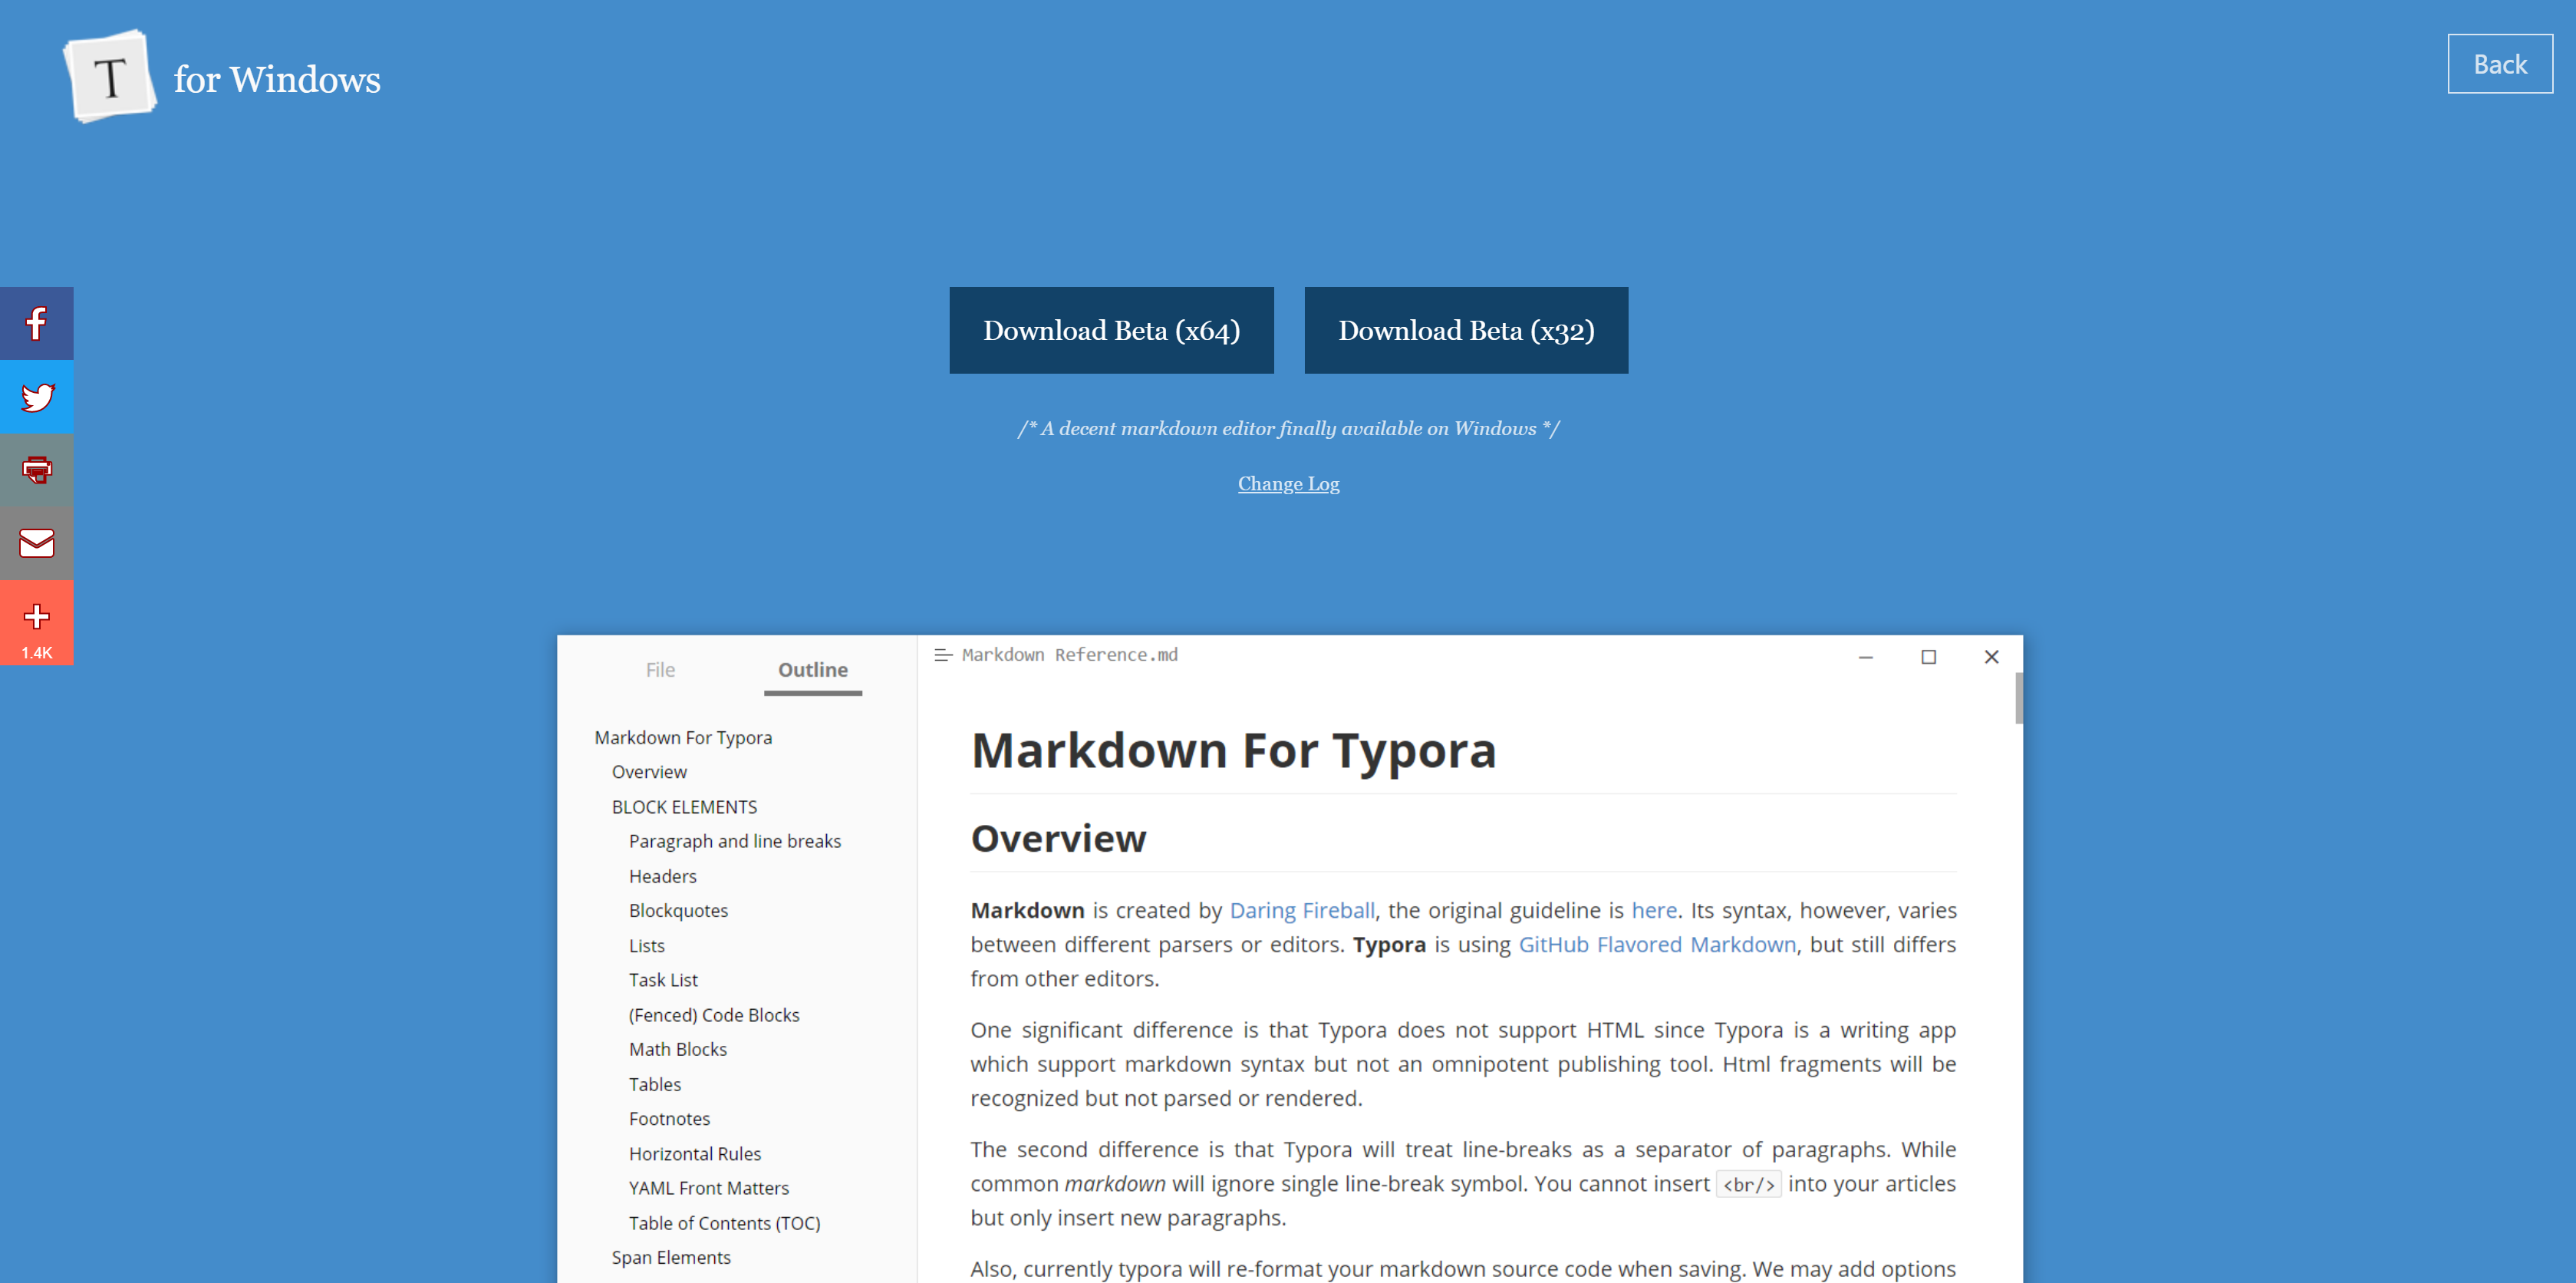 T for Windows
Back
Download Beta (x64)
Download Beta (x32)
/* A decent markdown editor finally available on Windows */
Change Log
1.4K
File
Outline
Markdown For Typora
Overview
BLOCK ELEMENTS
Paragraph and line breaks
Headers
Blockquotes
Lists
Task List
(Fenced) Code Blocks
Math Blocks
Tables
Footnotes
Horizontal Rules
YAML Front Matters
Table of Contents (TOC)
Span Elements
Markdown Reference.md
Markdown For Typora
Overview
Markdown is created by Daring Fireball, the original guideline is here. Its syntax, however, varies
between different parsers or editors. Typora is using GitHub Flavored Markdown, but still differs
from other editors.
One significant difference is that Typora does not support HTML since Typora is a writing app
which support markdown syntax but not an omnipotent publishing tool. Html fragments will be
recognized but not parsed or rendered.
The second difference is that Typora will treat line-breaks as a separator of paragraphs. While
common markdown will ignore single line-break symbol. You cannot insert <br/> into your articles
but only insert new paragraphs.
Also, currently typora will re-format your markdown source code when saving. We may add options